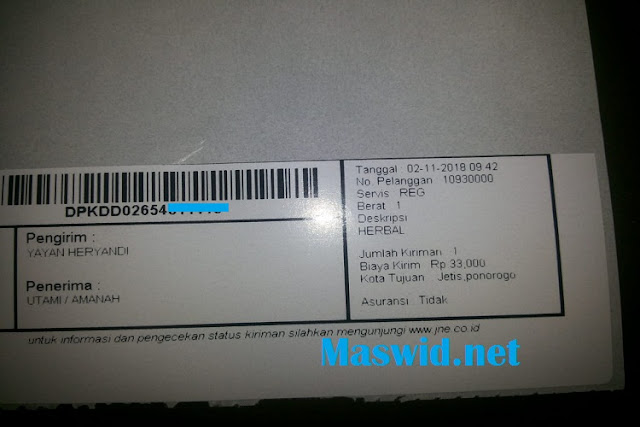 DPKDD02654
Pengirim :
YAYAN HERYANDI
Penerima :
UTAMI / AMANAH
Tanggal : 02-11-2018 09:42
No. Pelanggan : 10930000
Servis : REG
Berat : 1
Deskripsi
HERBAL
Jumlah Kiriman : 1
Biaya Kirim : Rp 33,000
Kota Tujuan : Jetis,ponorogo
Asuransi : Tidak
untuk informasi dan pengecekan status kiriman silahkan mengunjungi www.jne.co.id
Maswid.net